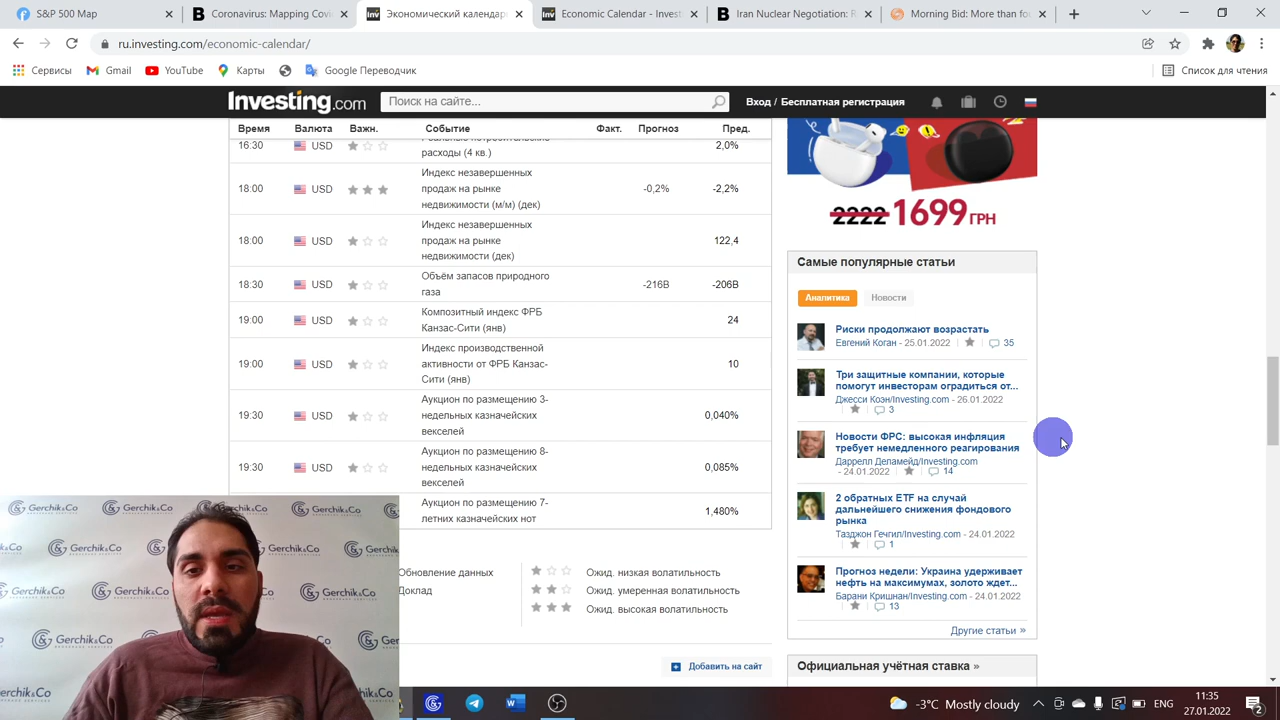 S&P 500 Map
Coronavirus: Mapping Covi
Экономический календарь
Economic Calendar - Invest
Iran Nuclear Negotiation: R
Morning Bid: More than fo
ru.investing.com/economic-calendar/
Сервисы
Gmail
YouTube
Карты
Google Переводчик
Список для чтения
Investing.com
Поиск на сайте...
Вход / Бесплатная регистрация
Время Валюта Важн. Событие Факт. Прогноз Пред.
16:30 USD Реальные потребительские 2,0%
расходы (4 кв.)
Индекс незавершенных
18:00 USD продаж на рынке -0,2% -2,2%
недвижимости (м/м) (дек)
Индекс незавершенных
18:00 USD продаж на рынке 122,4
недвижимости (дек)
18:30 USD Объём запасов природного -216B -206B
газа
19:00 USD Композитный индекс ФРБ 24
Канзас-Сити (янв)
Индекс производственной
19:00 USD активности от ФРБ Канзас- 10
Сити (янв)
Аукцион по размещению 3-
19:30 USD недельных казначейских 0,040%
векселей
Аукцион по размещению 8-
19:30 USD недельных казначейских 0,085%
векселей
Аукцион по размещению 7- 1,480%
летних казначейских нот
Обновление данных
Доклад
Ожид. низкая волатильность
Ожид. умеренная волатильность
Ожид. высокая волатильность
Добавить на сайт
2222 1699 ГРН
Самые популярные статьи
Аналитика Новости
Риски продолжают возрастать
Евгений Коган - 25.01.2022 35
Три защитные компании, которые
помогут инвесторам оградиться от...
Джесси Коэн/Investing.com - 26.01.2022
3
Новости ФРС: высокая инфляция
требует немедленного реагирования
Даррелл Деламейд/Investing.com
- 24.01.2022 14
2 обратных ETF на случай
дальнейшего снижения фондового
рынка
Тазджон Гечгил/Investing.com - 24.01.2022
1
Прогноз недели: Украина удерживает
нефть на максимумах, золото ждет...
Барани Кришнан/Investing.com - 24.01.2022
13
Другие статьи »
Официальная учётная ставка »
Gerchik&Co
-3°C Mostly cloudy
ENG
11:35
27.01.2022
2